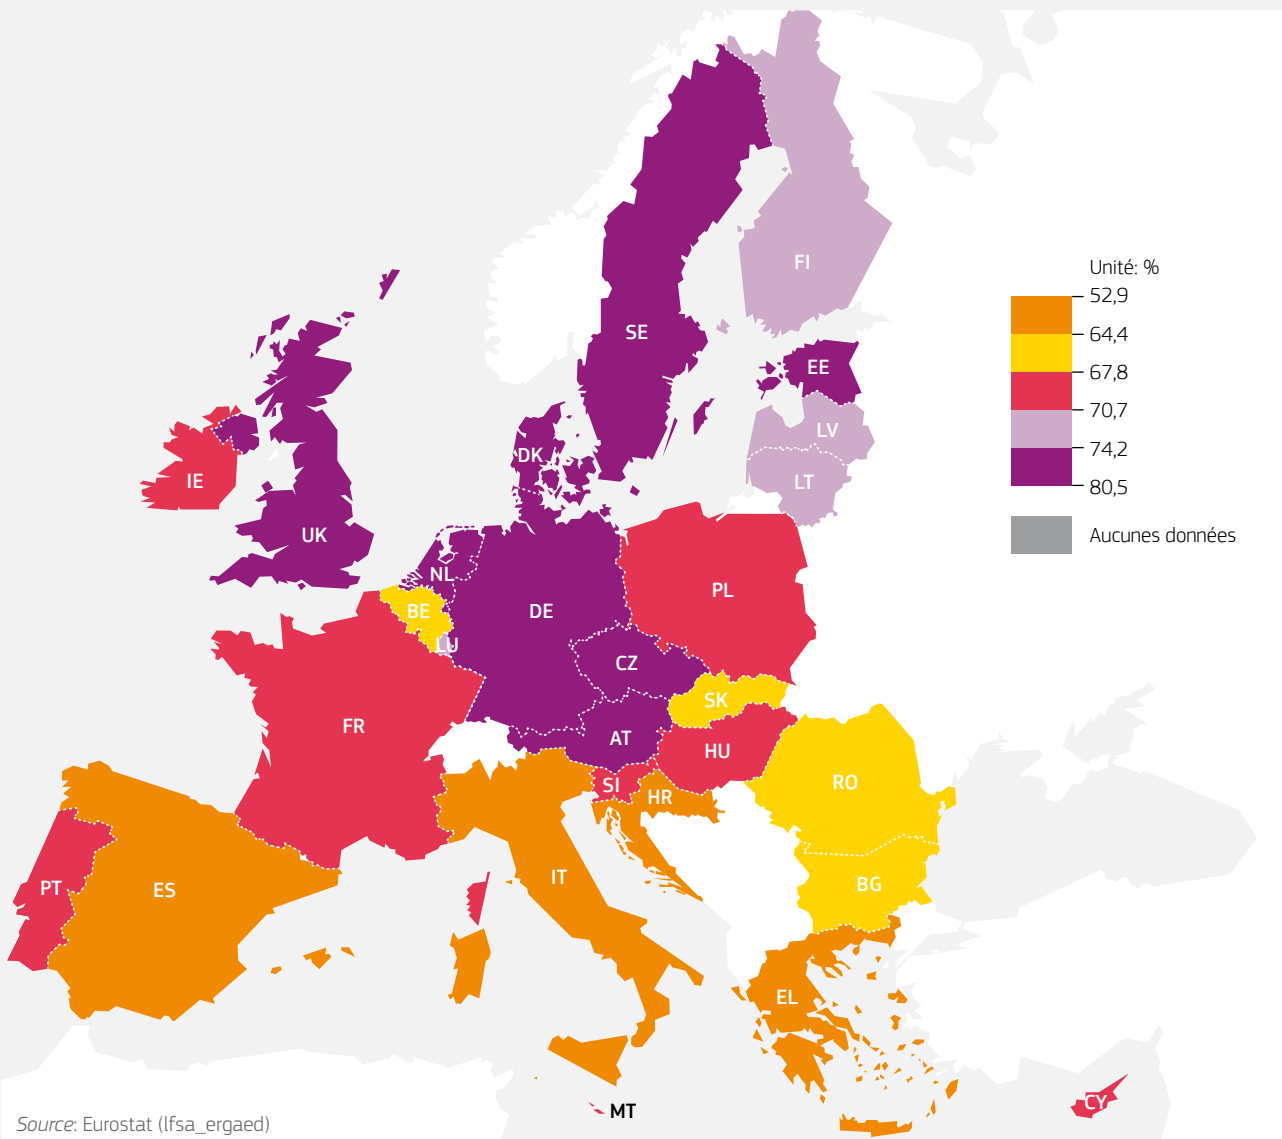 FI
Unité: %
52,9
64,4
67,8
70,7
74,2
80,5
Aucunes données
SE
EE
LV
LT
DK
IE
UK
NL
BE
LU
DE
PL
CZ
SK
AT
HU
FR
SI
HR
RO
PT
ES
IT
BG
EL
CY
MT
Source: Eurostat (lfsa_ergaed)